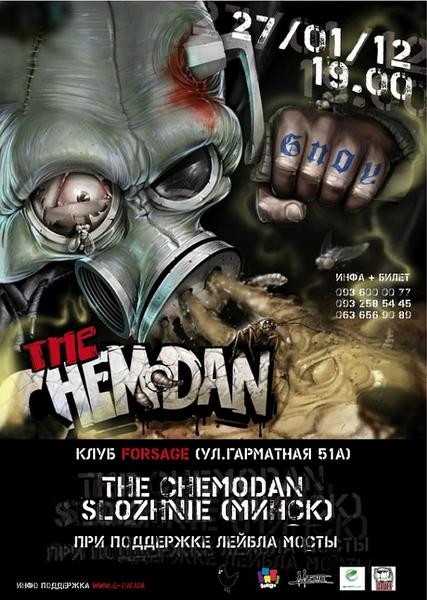 27/01/12
19.00
GNOY
ИНФА + БИЛЕТ
093 600 00 77
093 258 54 45
063 656 90 89
THE
CHEMODAN
КЛУБ FORSAGE (УЛ.ГАРМАТНАЯ 51А)
THE CHEMODAN
SLOZHNIE (МИНСК)
ПРИ ПОДДЕРЖКЕ ЛЕЙБЛА МОСТЫ
ИНФО ПОДДЕРЖКА WWW.E-ON.UA